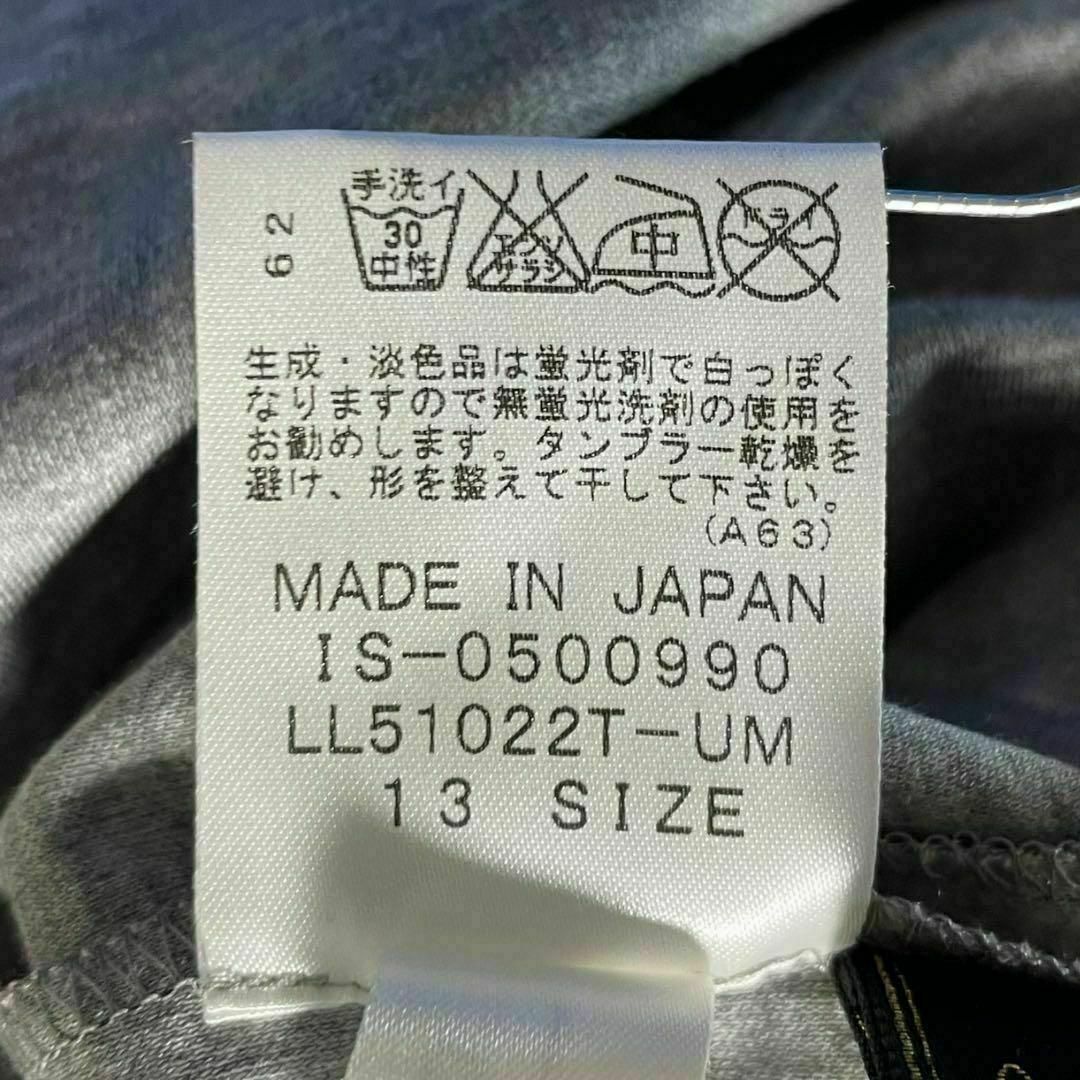 62
手洗イ
30
中性
エンソ
サラシ
中
ドライ
生成・淡色品は蛍光剤で白っぽく
なりますので無蛍光洗剤の使用を
お勧めします。タンブラー乾燥を
避け、形を整えて干して下さい。
(A63)
MADE IN JAPAN
IS-0500990
LL51022T-UM
13 SIZE